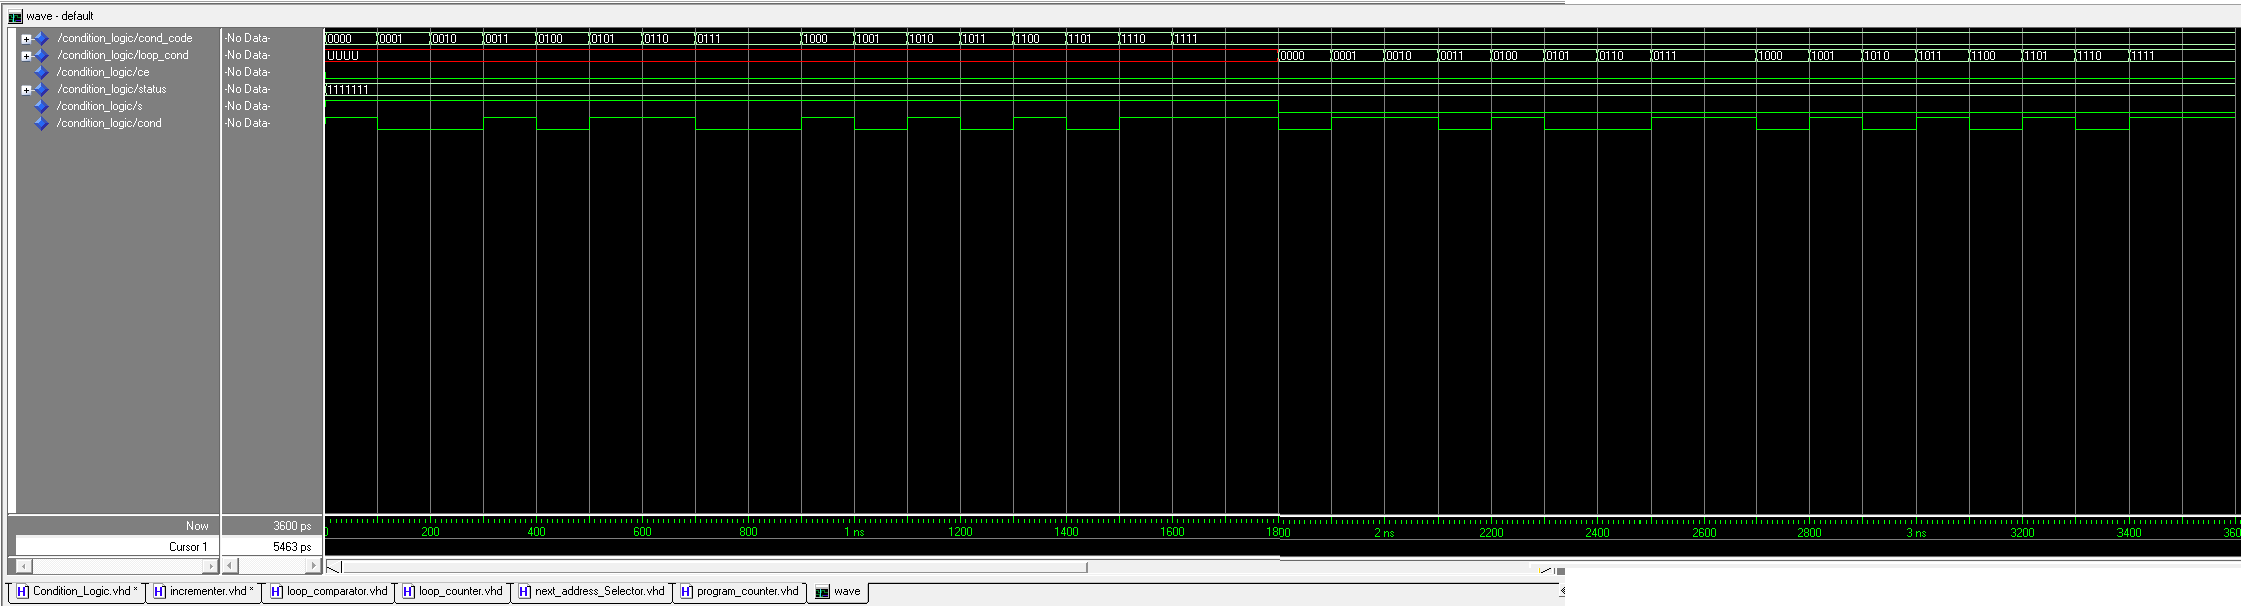 wave - default
/condition_logic/cond_code -No Data- 0000 0001 0010 0011 0100 0101 0110 0111 1000 1001 1010 1011 1100 1101 1110 1111
/condition_logic/loop_cond -No Data- UUUU 0000 0001 0010 0011 0100 0101 0110 0111 1000 1001 1010 1011 1100 1101 1110 1111
/condition_logic/ce -No Data-
/condition_logic/status -No Data- 1111111
/condition_logic/s -No Data-
/condition_logic/cond -No Data-
Now 3600 ps 200 400 600 800 1 ns 1200 1400 1600 1800 2 ns 2200 2400 2600 2800 3 ns 3200 3400 360
Cursor 1 5463 ps
Condition_Logic.vhd * incrementer.vhd * loop_comparator.vhd loop_counter.vhd next_address_Selector.vhd program_counter.vhd wave